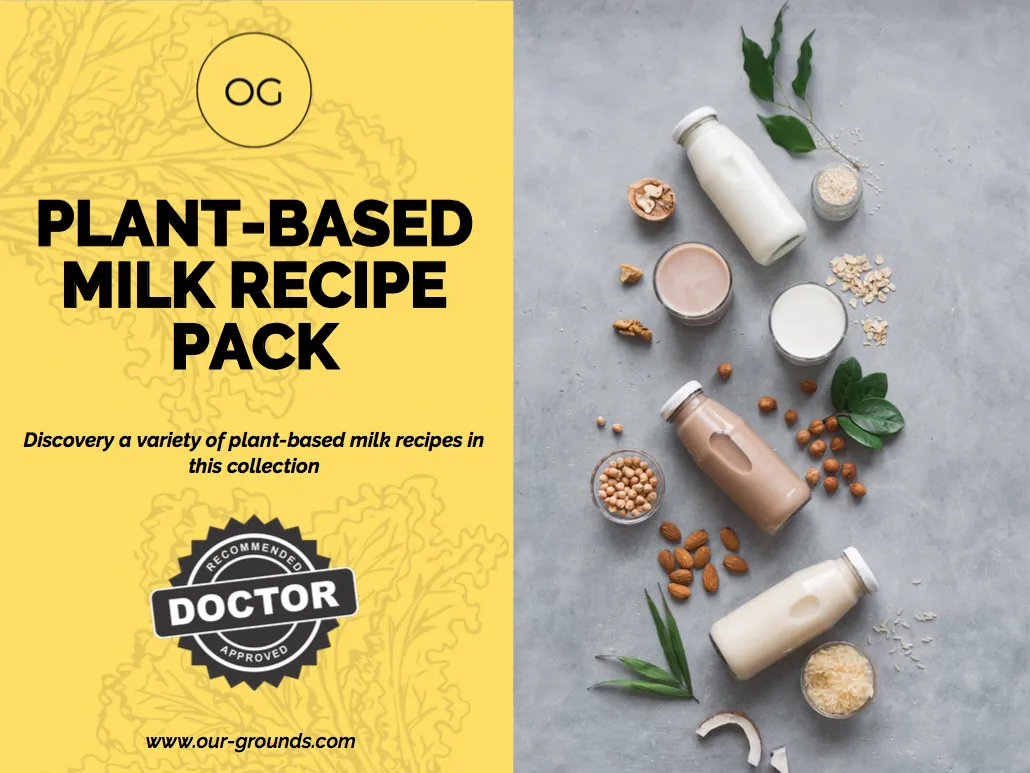 OG
PLANT-BASED
MILK RECIPE
PACK
Discovery a variety of plant-based milk recipes in
this collection
RECOMMENDED
DOCTOR
APPROVED
www.our-grounds.com